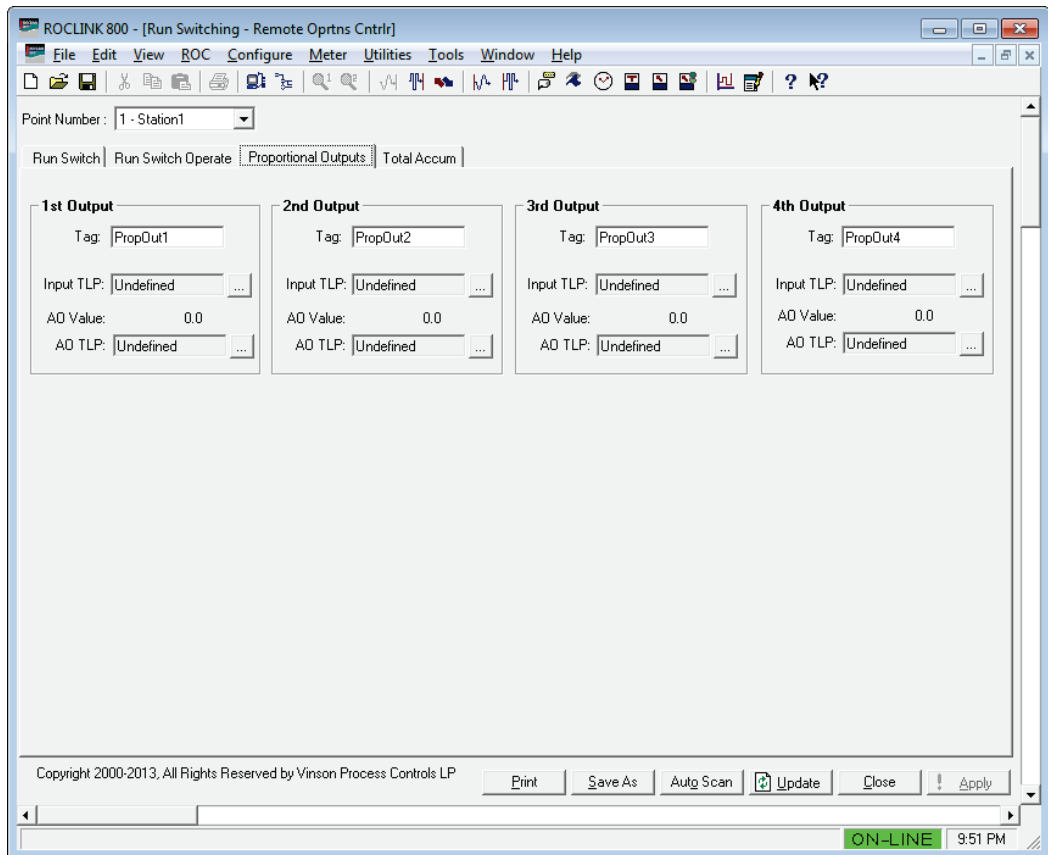 ROCLINK 800 - [Run Switching - Remote Oprtns Cntrlr]
File Edit View ROC Configure Meter Utilities Tools Window Help
Point Number : 1 - Station1
Run Switch Run Switch Operate Proportional Outputs Total Accum
1st Output 2nd Output 3rd Output 4th Output
Tag: PropOut1 Tag: PropOut2 Tag: PropOut3 Tag: PropOut4
Input TLP: Undefined ... Input TLP: Undefined ... Input TLP: Undefined ... Input TLP: Undefined ...
AO Value: 0.0 AO Value: 0.0 AO Value: 0.0 AO Value: 0.0
AO TLP: Undefined ... AO TLP: Undefined ... AO TLP: Undefined ... AO TLP: Undefined ...
Copyright 2000-2013, All Rights Reserved by Vinson Process Controls LP
Print Save As Auto Scan Update Close ! Apply
ON-LINE 9:51 PM